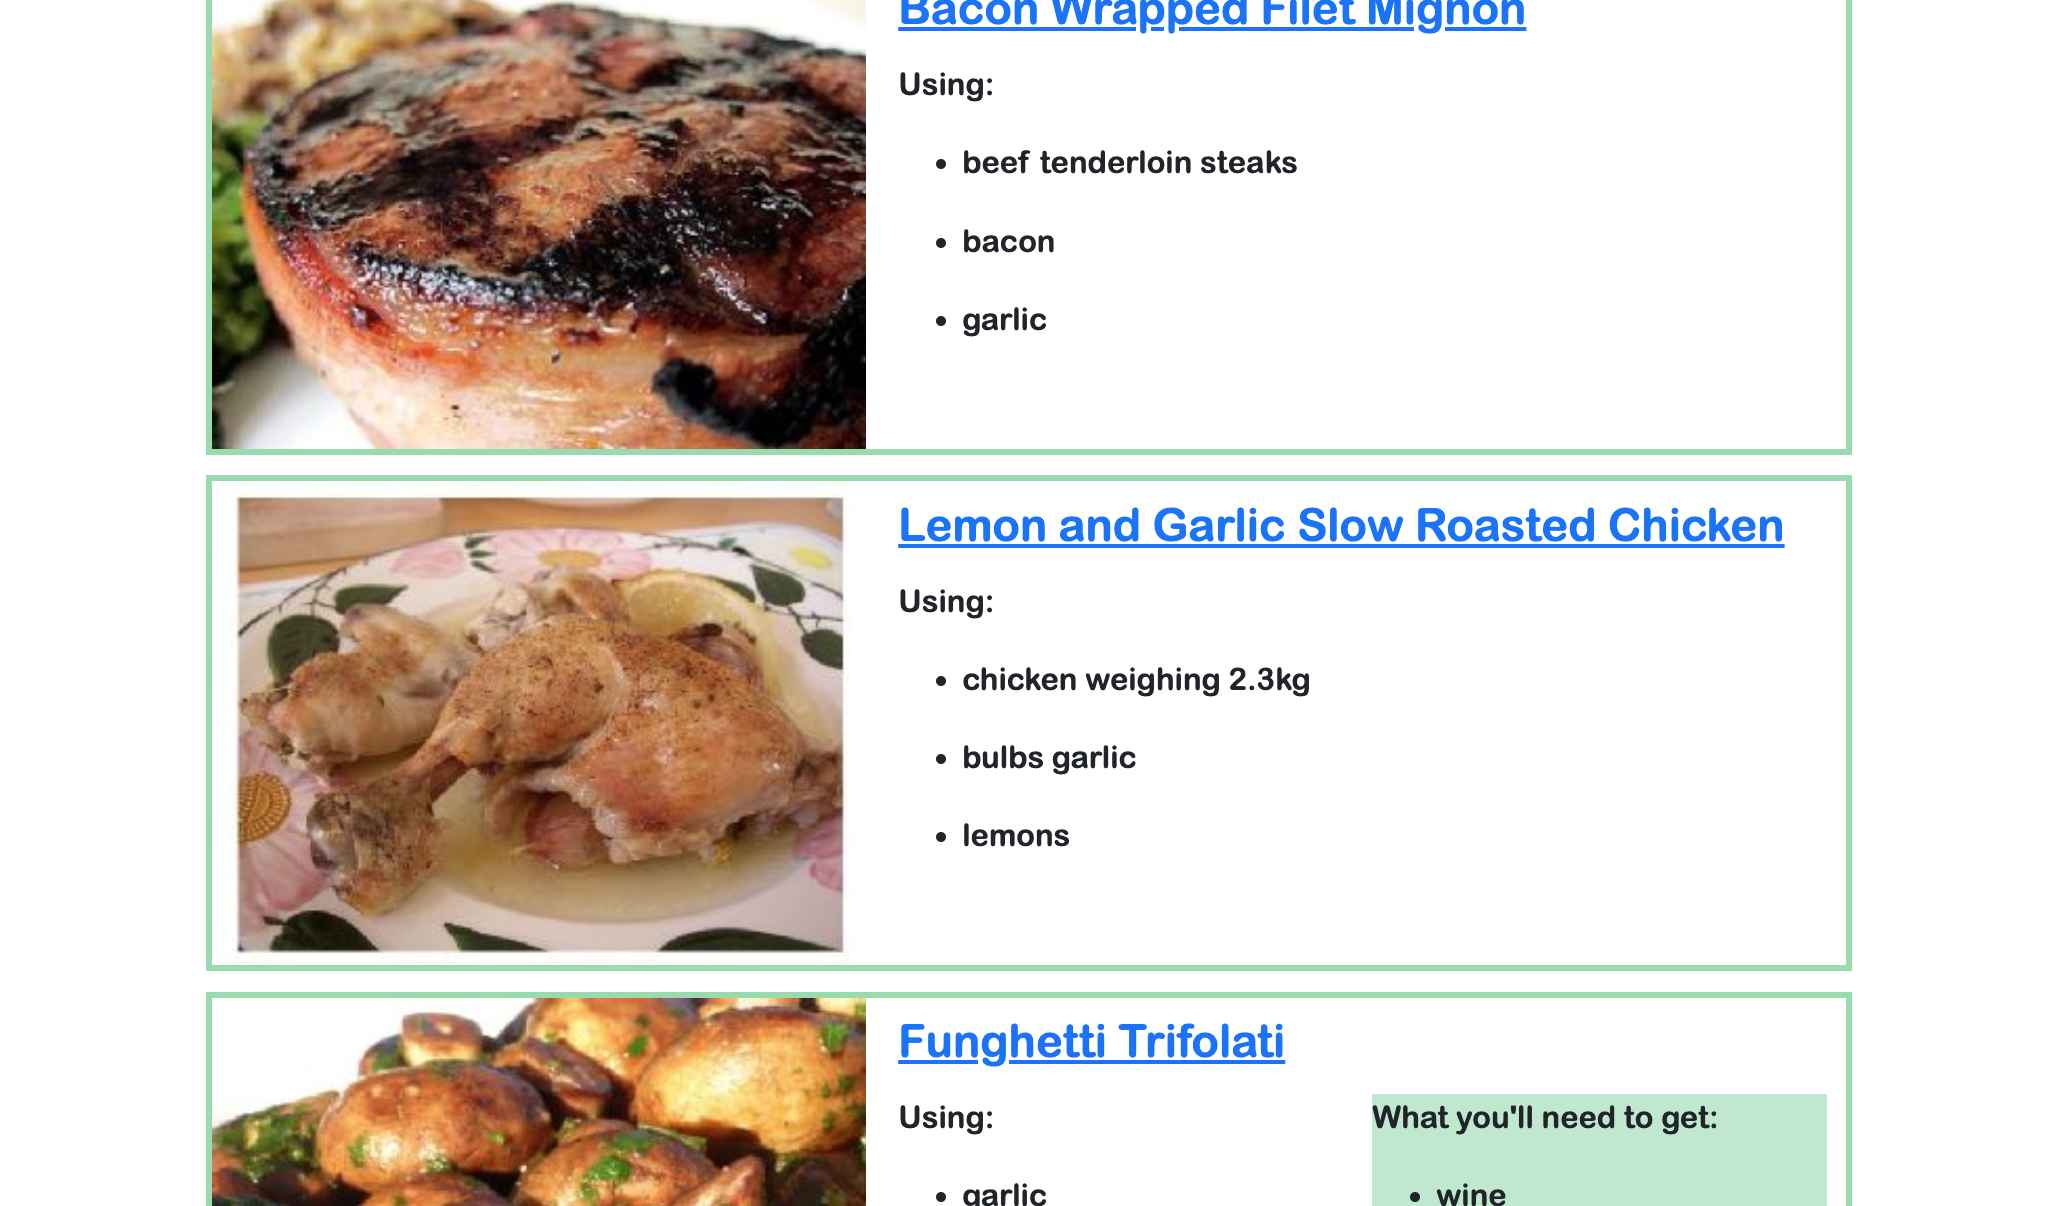 Bacon Wrapped Filet Mignon
Using:
beef tenderloin steaks
bacon
garlic
Lemon and Garlic Slow Roasted Chicken
Using:
chicken weighing 2.3kg
bulbs garlic
lemons
Funghetti Trifolati
Using:
garlic
What you'll need to get:
wine